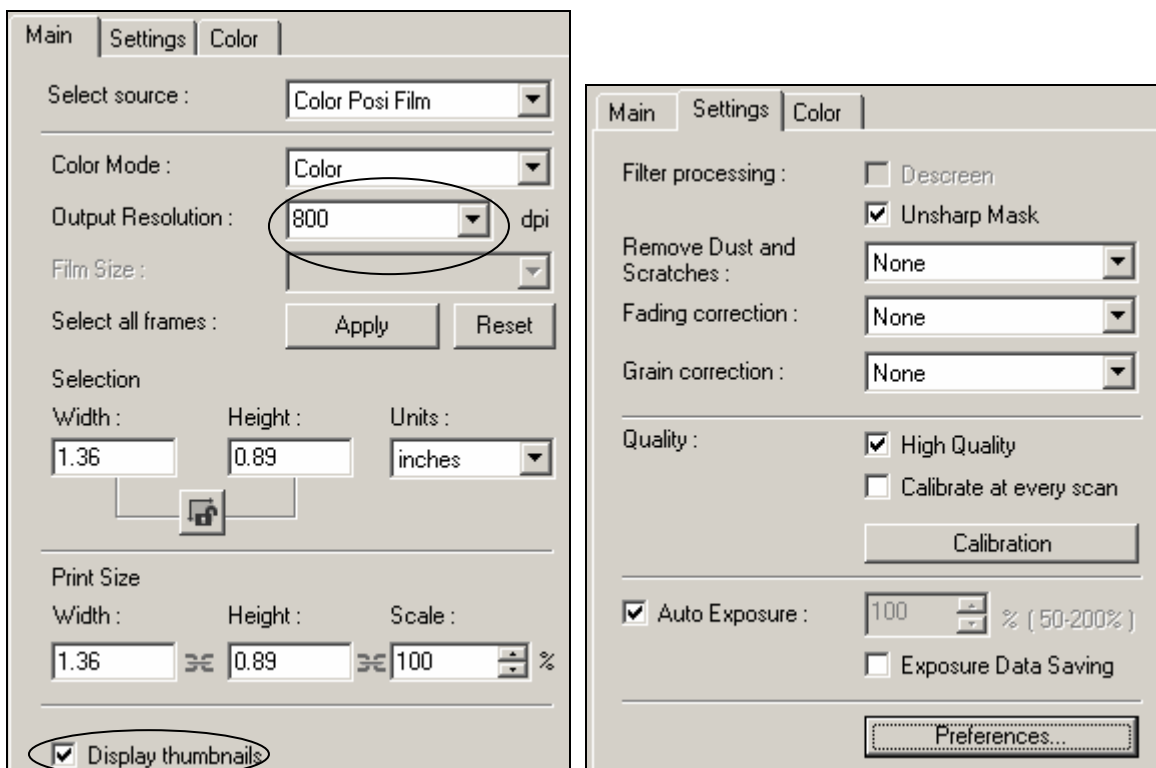 Main Settings Color
Select source : Color Posi Film
Color Mode : Color
Output Resolution : 800 dpi
Film Size :
Select all frames : Apply Reset
Selection
Width : Height : Units :
1.36 0.89 inches
Print Size
Width : Height : Scale :
1.36 0.89 100 %
Display thumbnails
Main Settings Color
Filter processing : Descreen
Unsharp Mask
Remove Dust and
Scratches : None
Fading correction : None
Grain correction : None
Quality : High Quality
Calibrate at every scan
Calibration
Auto Exposure : 100 % ( 50-200% )
Exposure Data Saving
Preferences...